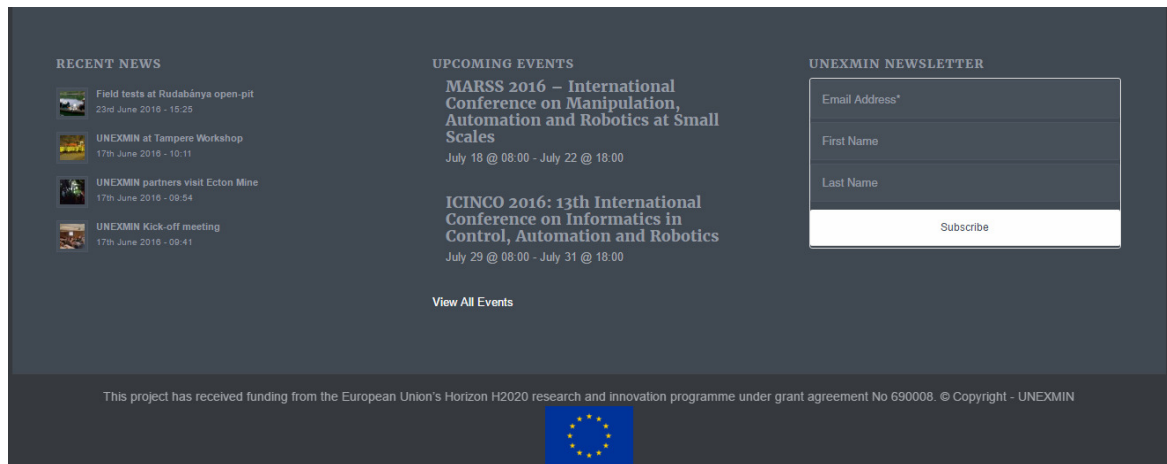 RECENT NEWS
Field tests at Rudabánya open-pit
23rd June 2016 - 15:25
UNEXMIN at Tampere Workshop
17th June 2016 - 10:11
UNEXMIN partners visit Ecton Mine
17th June 2016 - 09:54
UNEXMIN Kick-off meeting
17th June 2016 - 09:41
UPCOMING EVENTS
MARSS 2016 – International
Conference on Manipulation,
Automation and Robotics at Small
Scales
July 18 @ 08:00 - July 22 @ 18:00
ICINCO 2016: 13th International
Conference on Informatics in
Control, Automation and Robotics
July 29 @ 08:00 - July 31 @ 18:00
View All Events
UNEXMIN NEWSLETTER
Email Address*
First Name
Last Name
Subscribe
This project has received funding from the European Union's Horizon H2020 research and innovation programme under grant agreement No 690008. © Copyright - UNEXMIN